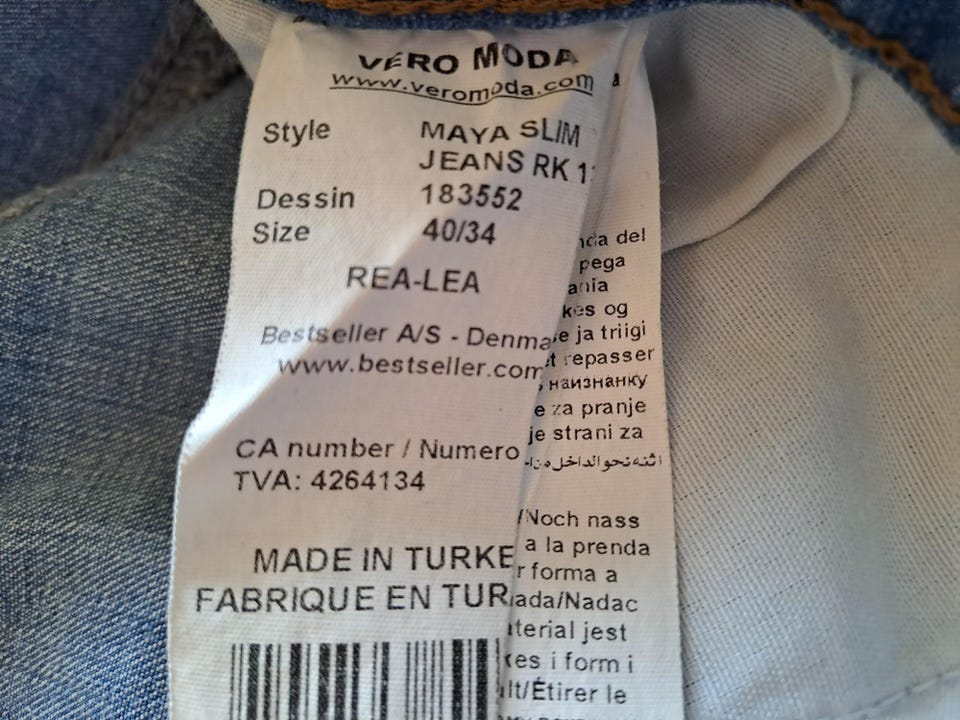 VERO MODA
www.veromoda.com
Style MAYA SLIM
JEANS RK
Dessin 183552
Size 40/34
REA-LEA
Bestseller A/S - Denma
www.bestseller.com
CA number / Numero
TVA: 4264134
MADE IN TURKE
FABRIQUE EN TUR
a
del
pega
ania
kes og
se ja triigi
et repasser
наизнанку
e za pranje
je strani za
/Noch nass
a la prenda
r forma a
ada/Nadac
terial jest
kes i form i
lt/Étirer le